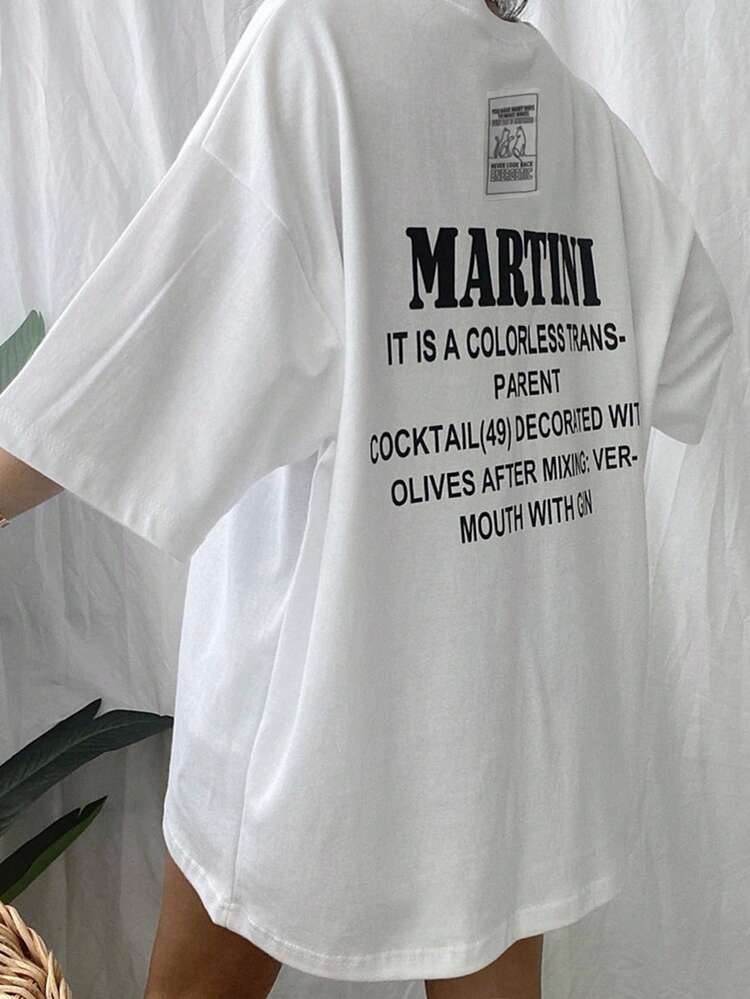 NEVER LOOK BACK
ENERGETIC
MARTINI
IT IS A COLORLESS TRANS-
PARENT
COCKTAIL(49) DECORATED WIT
OLIVES AFTER MIXING; VER-
MOUTH WITH GIN